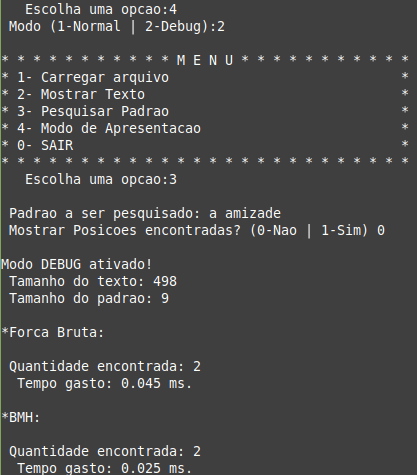 Escolha uma opcao:4
Modo (1-Normal | 2-Debug):2
* * * * * * * * * * * M E N U * * * * * * * * * * *
* 1- Carregar arquivo *
* 2- Mostrar Texto *
* 3- Pesquisar Padrao *
* 4- Modo de Apresentacao *
* 0- SAIR *
* * * * * * * * * * * * * * * * * * * * * * * * * *
Escolha uma opcao:3
Padrao a ser pesquisado: a amizade
Mostrar Posicoes encontradas? (0-Nao | 1-Sim) 0
Modo DEBUG ativado!
Tamanho do texto: 498
Tamanho do padrao: 9
*Forca Bruta:
Quantidade encontrada: 2
Tempo gasto: 0.045 ms.
*BMH:
Quantidade encontrada: 2
Tempo gasto: 0.025 ms.